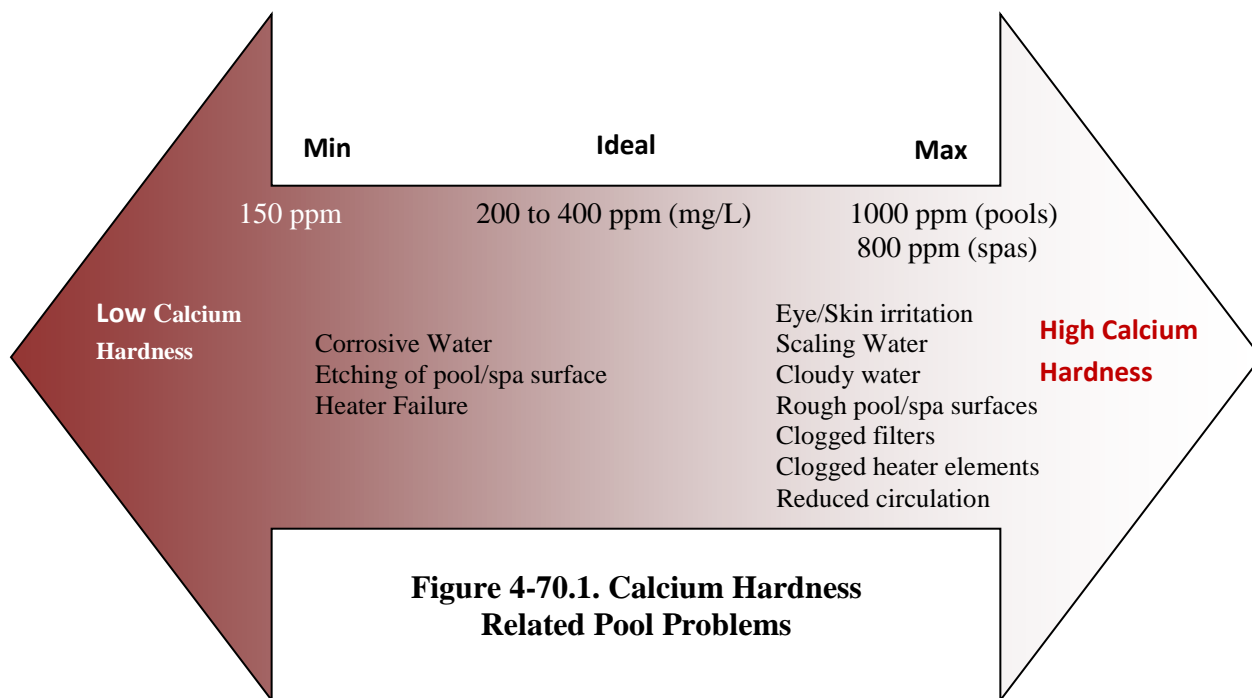 Min
Ideal
Max
150 ppm
200 to 400 ppm (mg/L)
1000 ppm (pools)
800 ppm (spas)
Low Calcium
Hardness
Corrosive Water
Etching of pool/spa surface
Heater Failure
Eye/Skin irritation
Scaling Water
Cloudy water
Rough pool/spa surfaces
Clogged filters
Clogged heater elements
Reduced circulation
High Calcium
Hardness
Figure 4-70.1. Calcium Hardness
Related Pool Problems